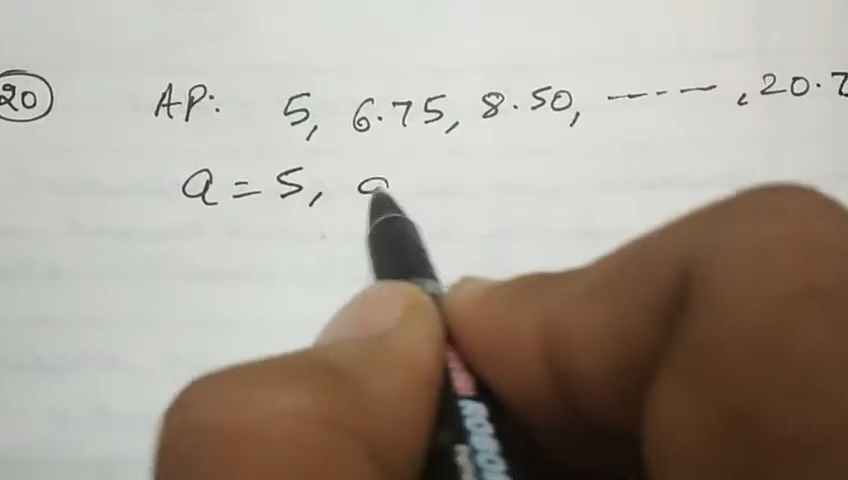 20 AP: 5, 6.75, 8.50, ------, 20.7
a = 5,